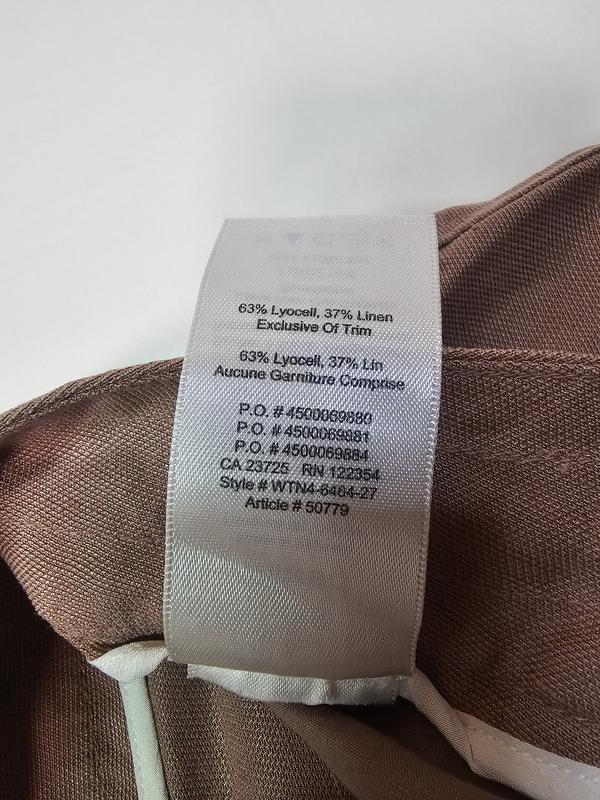 63% Lyocell, 37% Linen
Exclusive Of Trim
63% Lyocell, 37% Lin
Aucune Garniture Comprise
P.O. # 4500069880
P.O. # 4500069881
P.O. # 4500069884
CA 23725 RN 122354
Style # WTN4-6464-27
Article # 50779